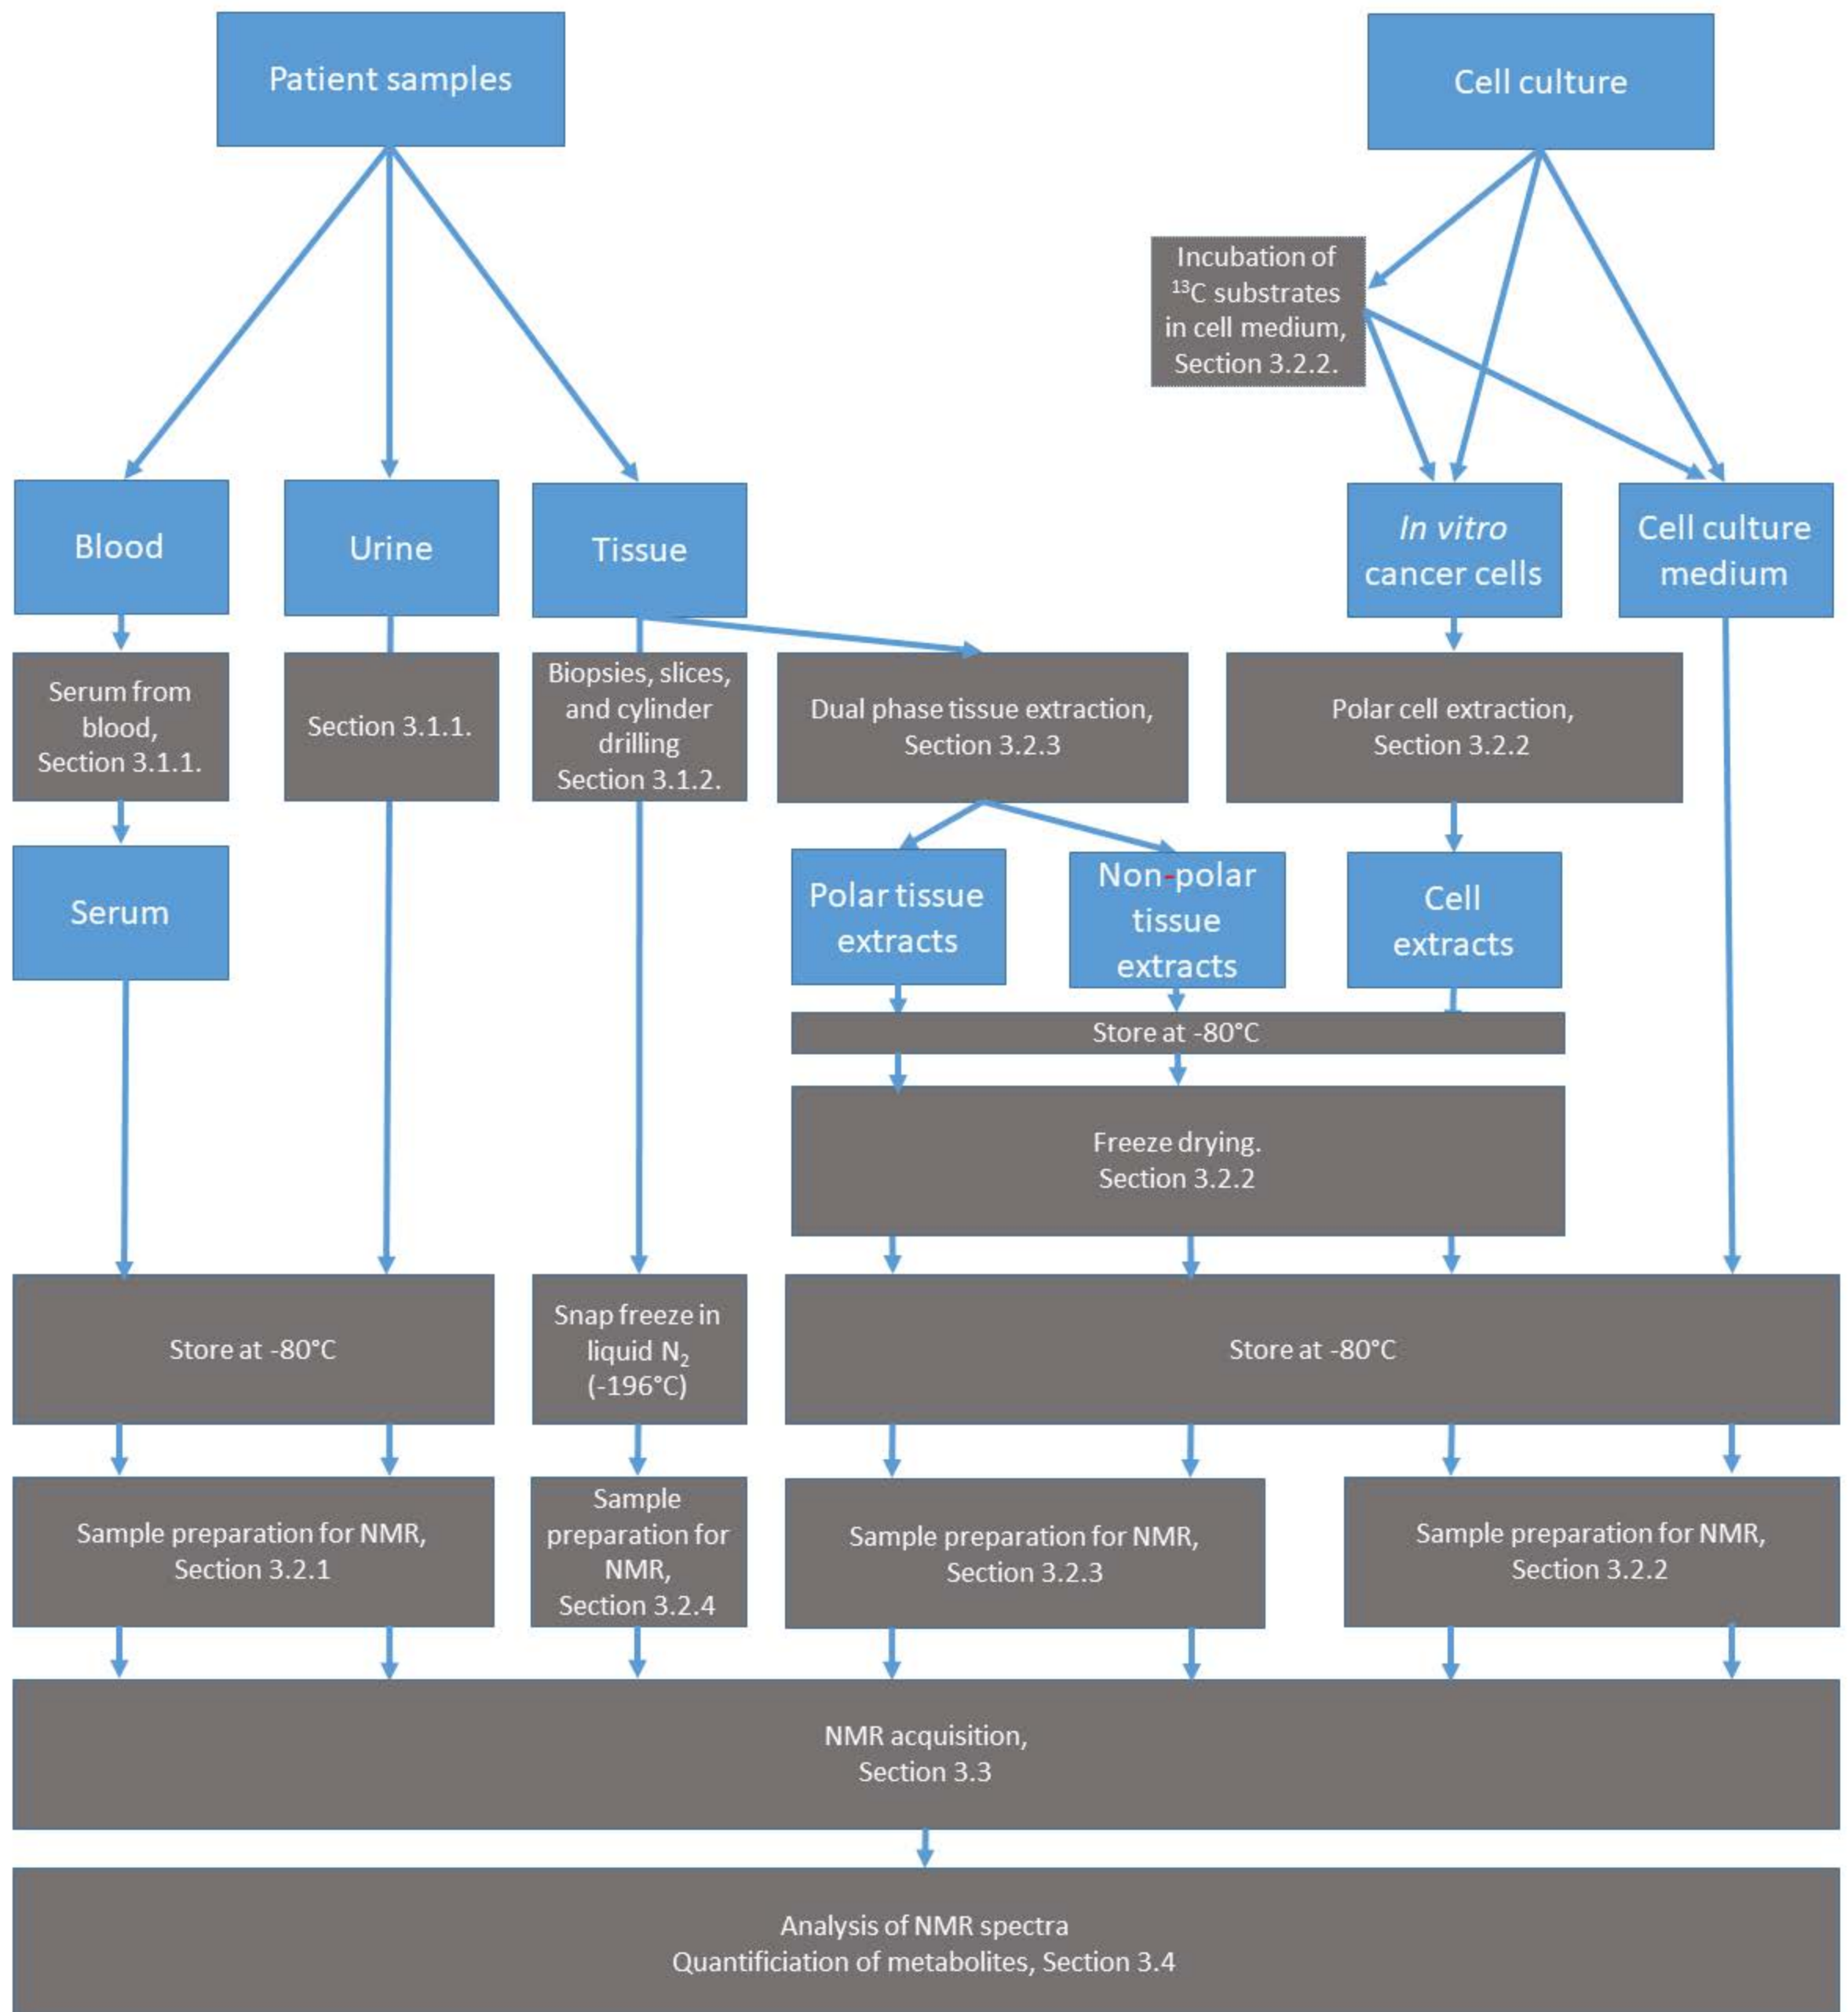 Patient samples
Cell culture
Incubation of
¹³C substrates
in cell medium,
Section 3.2.2.
Blood
Urine
Tissue
In vitro
cancer cells
Cell culture
medium
Serum from
blood,
Section 3.1.1.
Section 3.1.1.
Biopsies, slices,
and cylinder
drilling
Section 3.1.2.
Dual phase tissue extraction,
Section 3.2.3
Polar cell extraction,
Section 3.2.2
Serum
Polar tissue
extracts
Non-polar
tissue
extracts
Cell
extracts
Store at -80°C
Freeze drying.
Section 3.2.2
Store at -80°C
Snap freeze in
liquid N₂
(-196°C)
Store at -80°C
Sample preparation for NMR,
Section 3.2.1
Sample
preparation for
NMR,
Section 3.2.4
Sample preparation for NMR,
Section 3.2.3
Sample preparation for NMR,
Section 3.2.2
NMR acquisition,
Section 3.3
Analysis of NMR spectra
Quantificiation of metabolites, Section 3.4